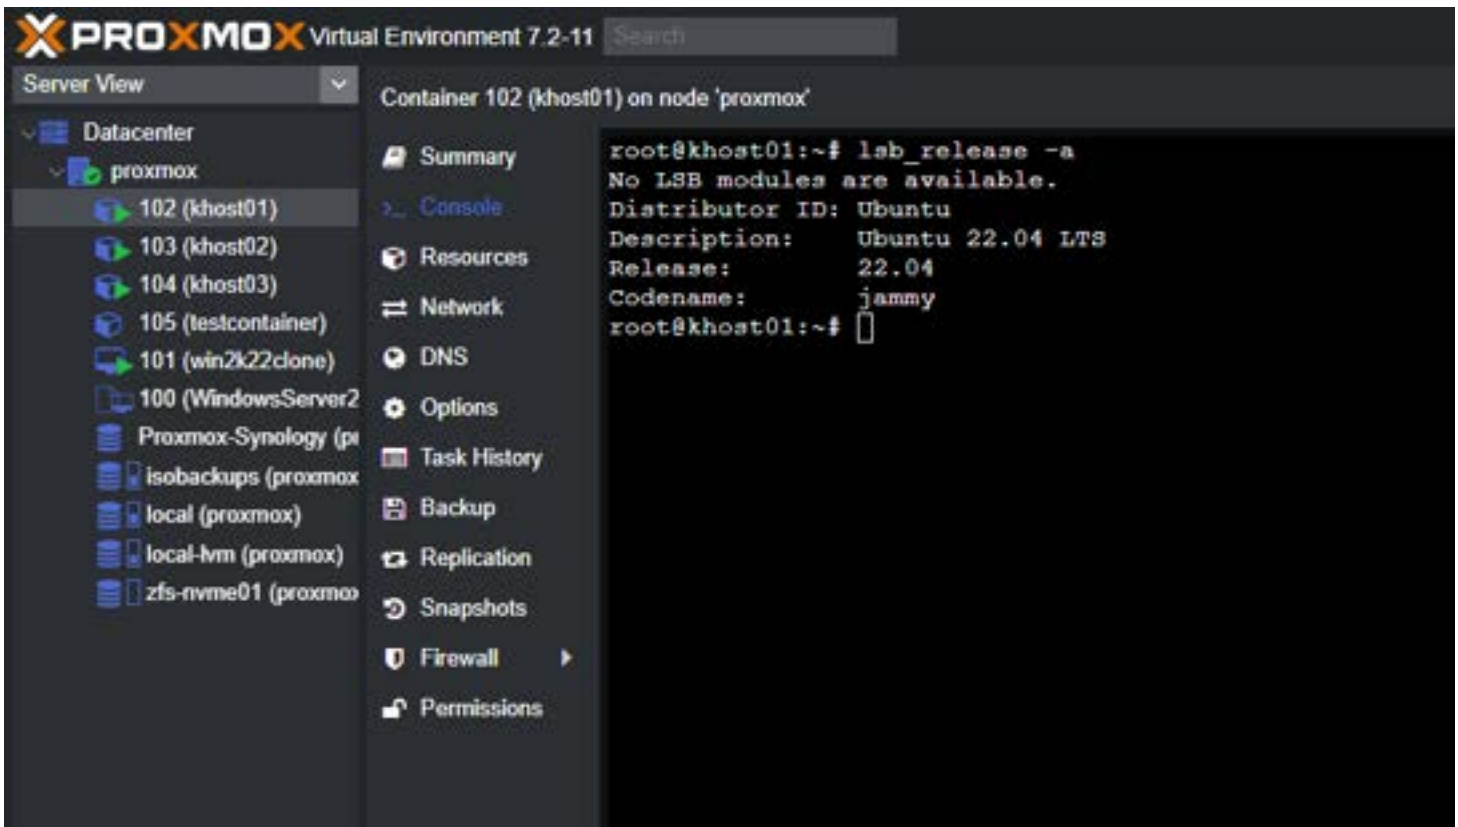 PROXMOX Virtual Environment 7.2-11 Search
Server View
Datacenter
proxmox
102 (khost01)
103 (khost02)
104 (khost03)
105 (testcontainer)
101 (win2k22clone)
100 (WindowsServer2
Proxmox-Synology (pr
isobackups (proxmox
local (proxmox)
local-lvm (proxmox)
zfs-nvme01 (proxmox
Container 102 (khost01) on node 'proxmox'
Summary
>_ Console
Resources
Network
DNS
Options
Task History
Backup
Replication
Snapshots
Firewall
Permissions
root@khost01:~# lsb_release -a
No LSB modules are available.
Distributor ID: Ubuntu
Description: Ubuntu 22.04 LTS
Release: 22.04
Codename: jammy
root@khost01:~#